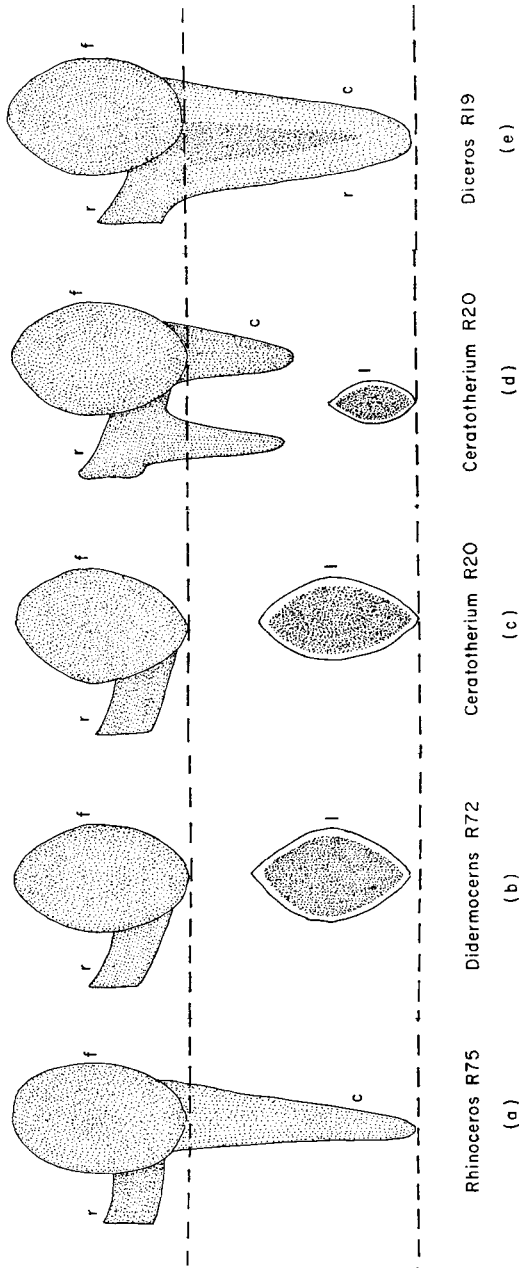 r
f
c
Rhinoceros R75
(a)
r
f
l
Didermocerns R72
(b)
r
f
l
Ceratotherium R20
(c)
r
f
c
l
Ceratotherium R20
(d)
r
f
r
c
Diceros R19
(e)